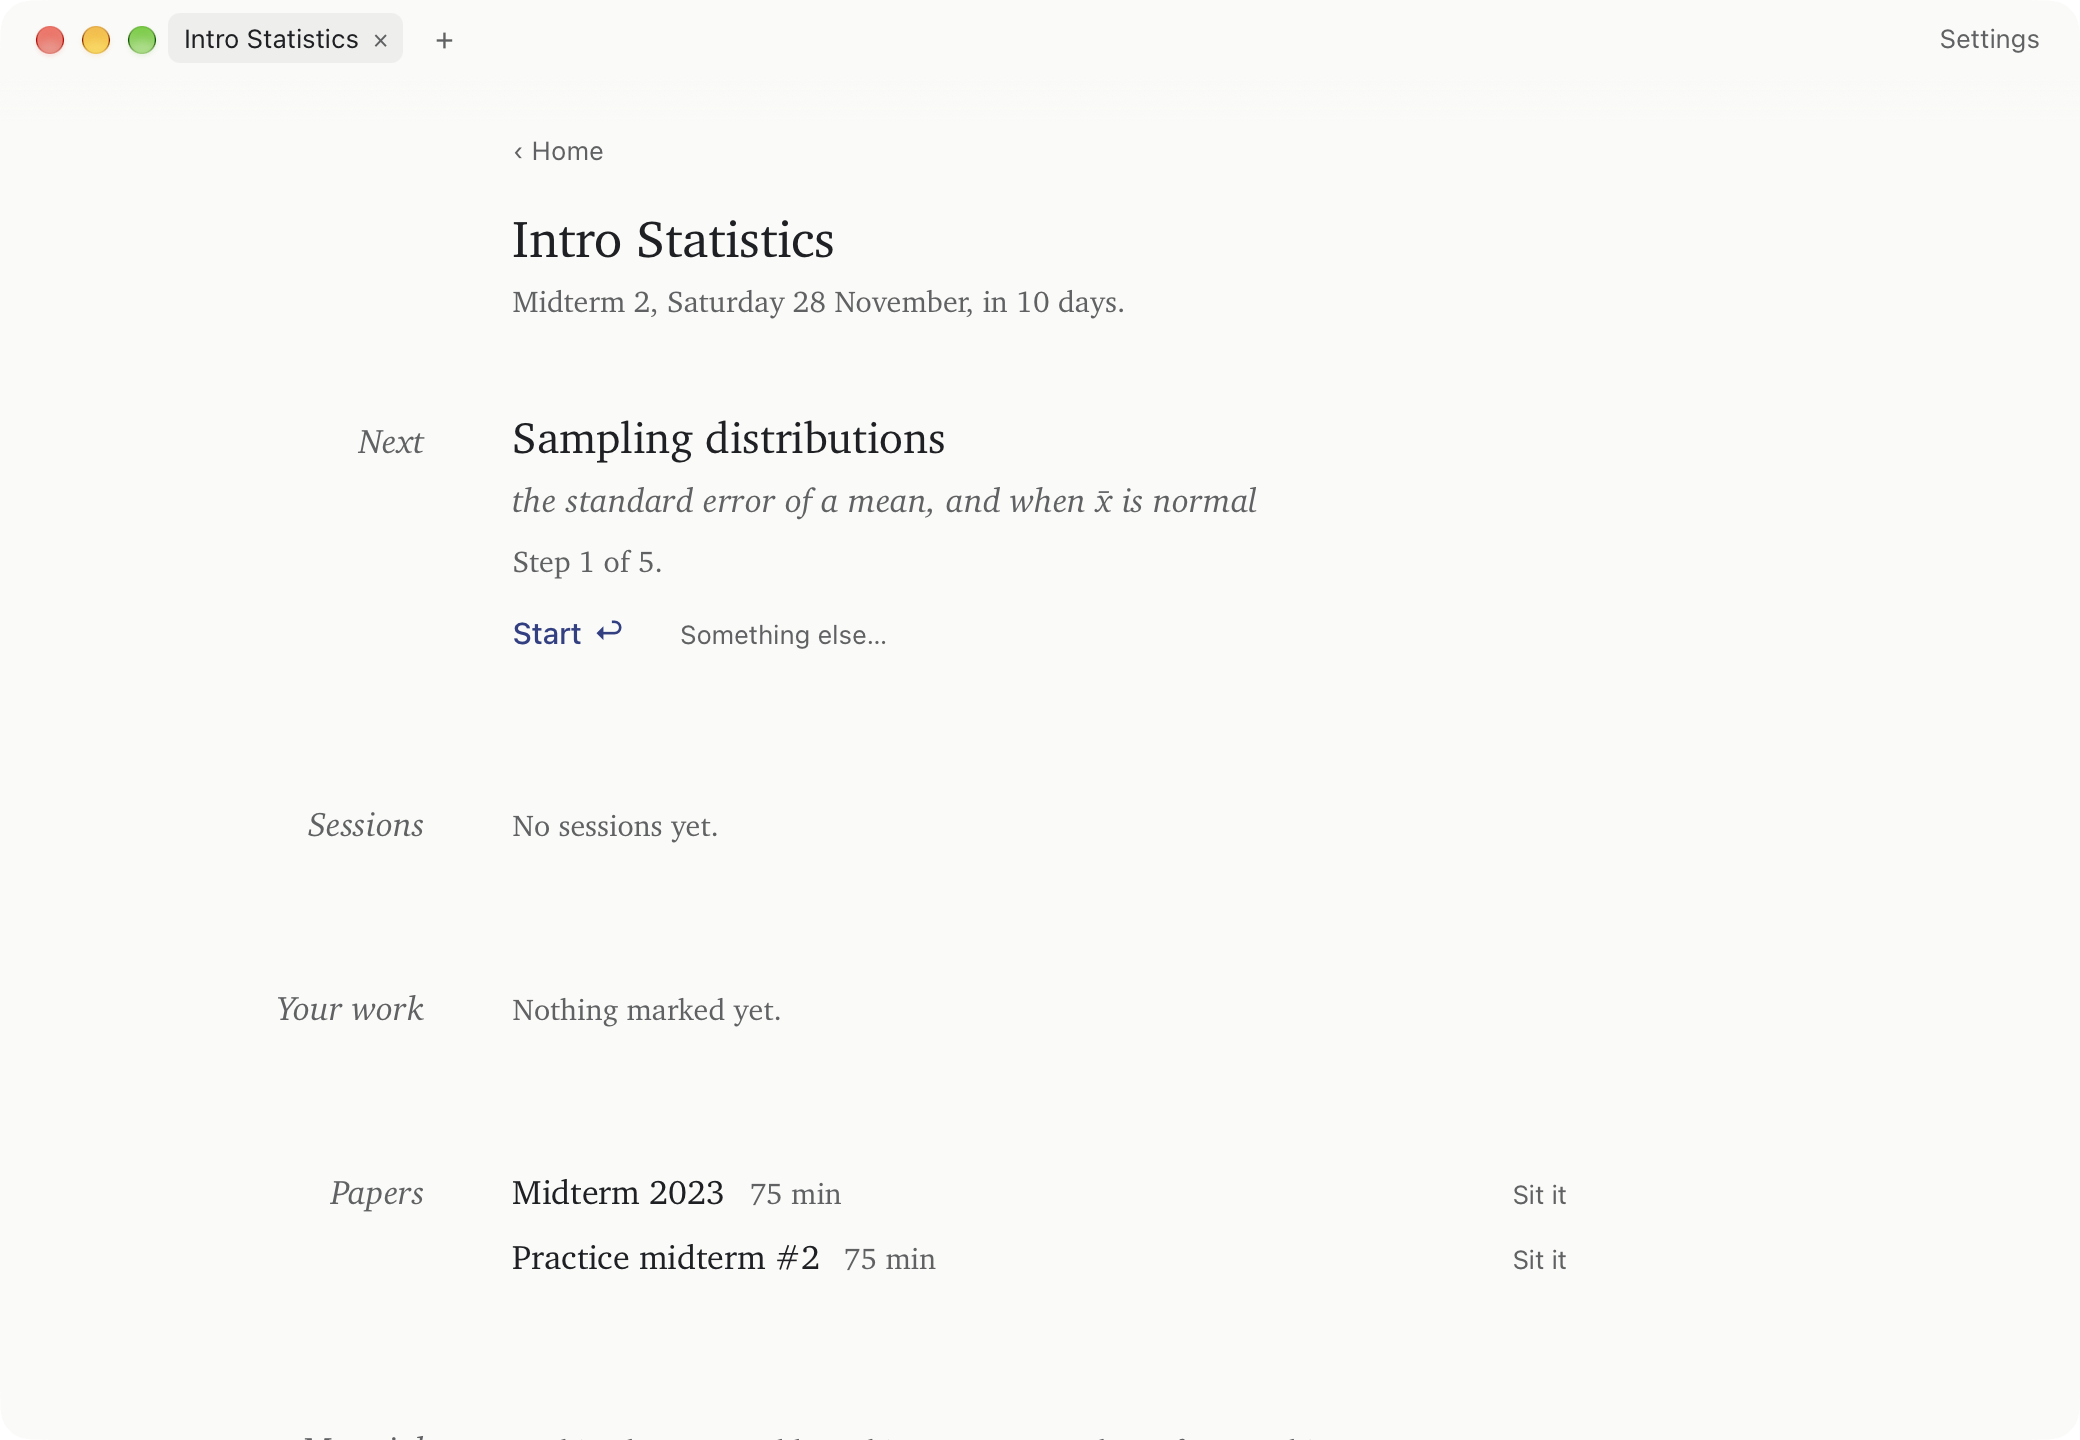 Intro Statistics × +
Settings
‹ Home
Intro Statistics
Midterm 2, Saturday 28 November, in 10 days.
Next
Sampling distributions
the standard error of a mean, and when x̄ is normal
Step 1 of 5.
Start ↩ Something else...
Sessions
No sessions yet.
Your work
Nothing marked yet.
Papers
Midterm 2023 75 min Sit it
Practice midterm #2 75 min Sit it